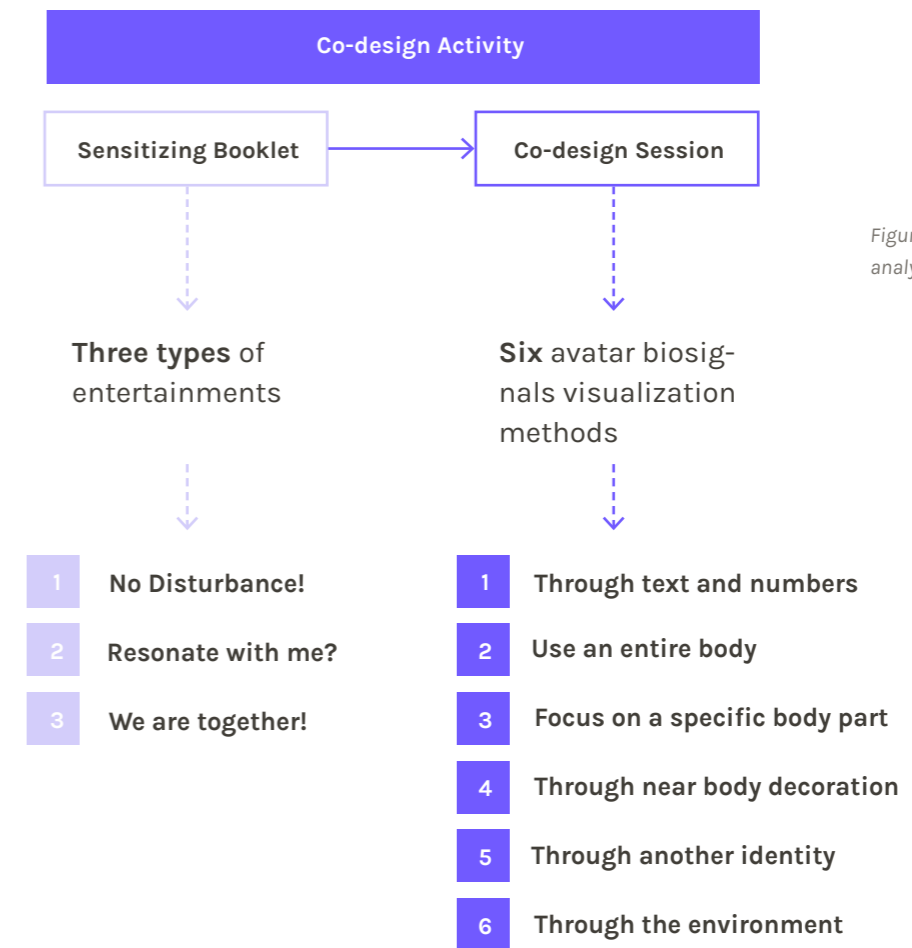 Co-design Activity
Sensitizing Booklet
Co-design Session
Three types of
entertainments
Six avatar biosig-
nals visualization
methods
1 No Disturbance!
2 Resonate with me?
3 We are together!
1 Through text and numbers
2 Use an entire body
3 Focus on a specific body part
4 Through near body decoration
5 Through another identity
6 Through the environment